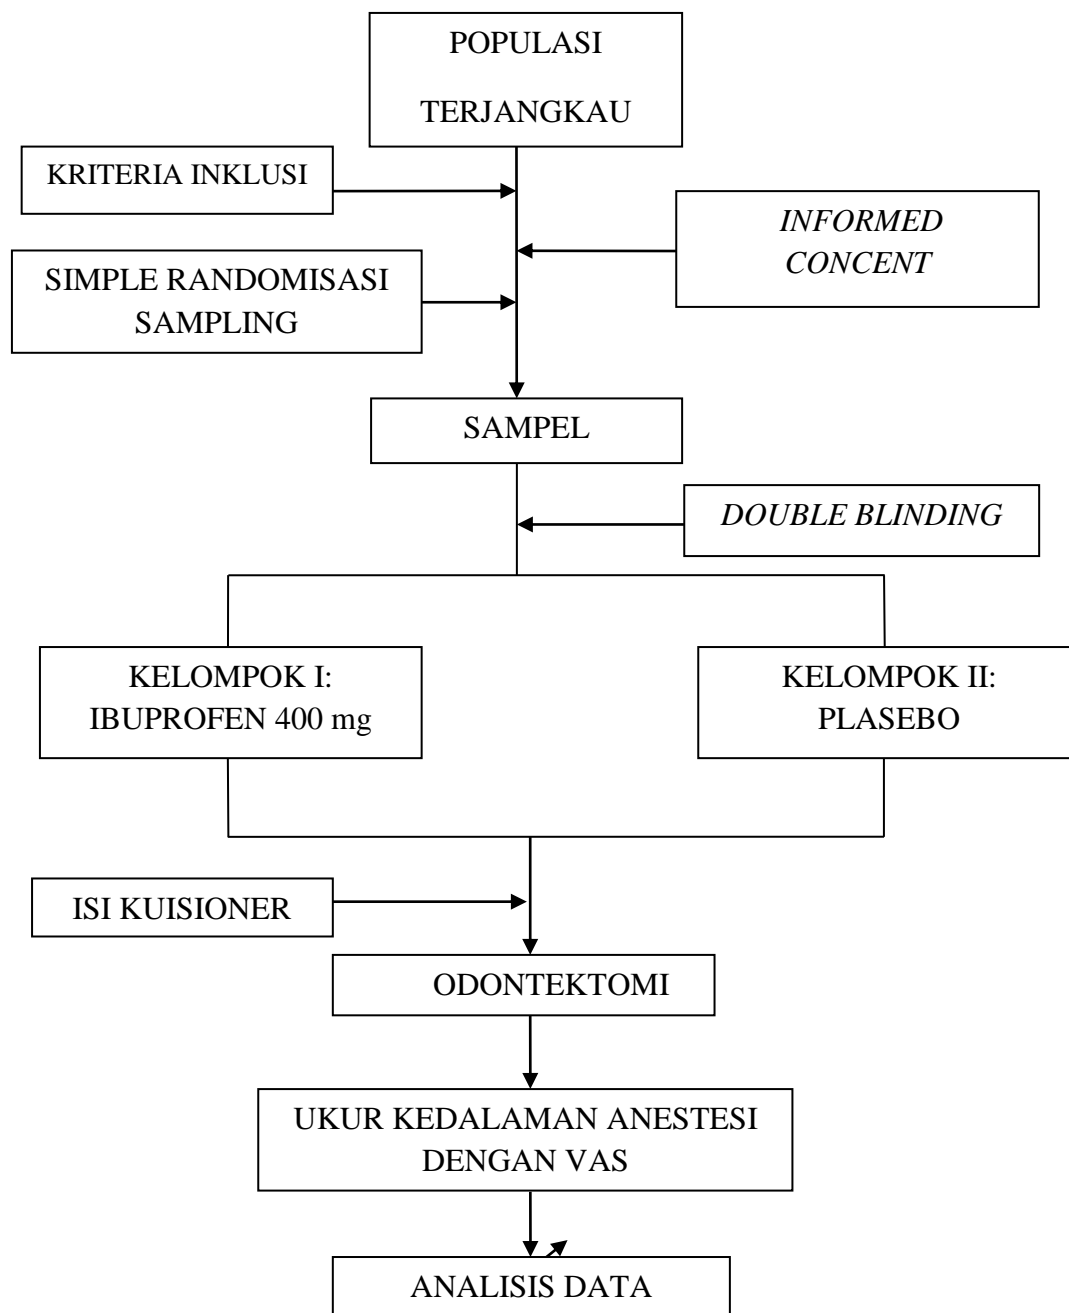 POPULASI
TERJANGKAU
KRITERIA INKLUSI
INFORMED
CONCENT
SIMPLE RANDOMISASI
SAMPLING
SAMPEL
DOUBLE BLINDING
KELOMPOK I:
IBUPROFEN 400 mg
KELOMPOK II:
PLASEBO
ISI KUISIONER
ODONTEKTOMI
UKUR KEDALAMAN ANESTESI
DENGAN VAS
ANALISIS DATA